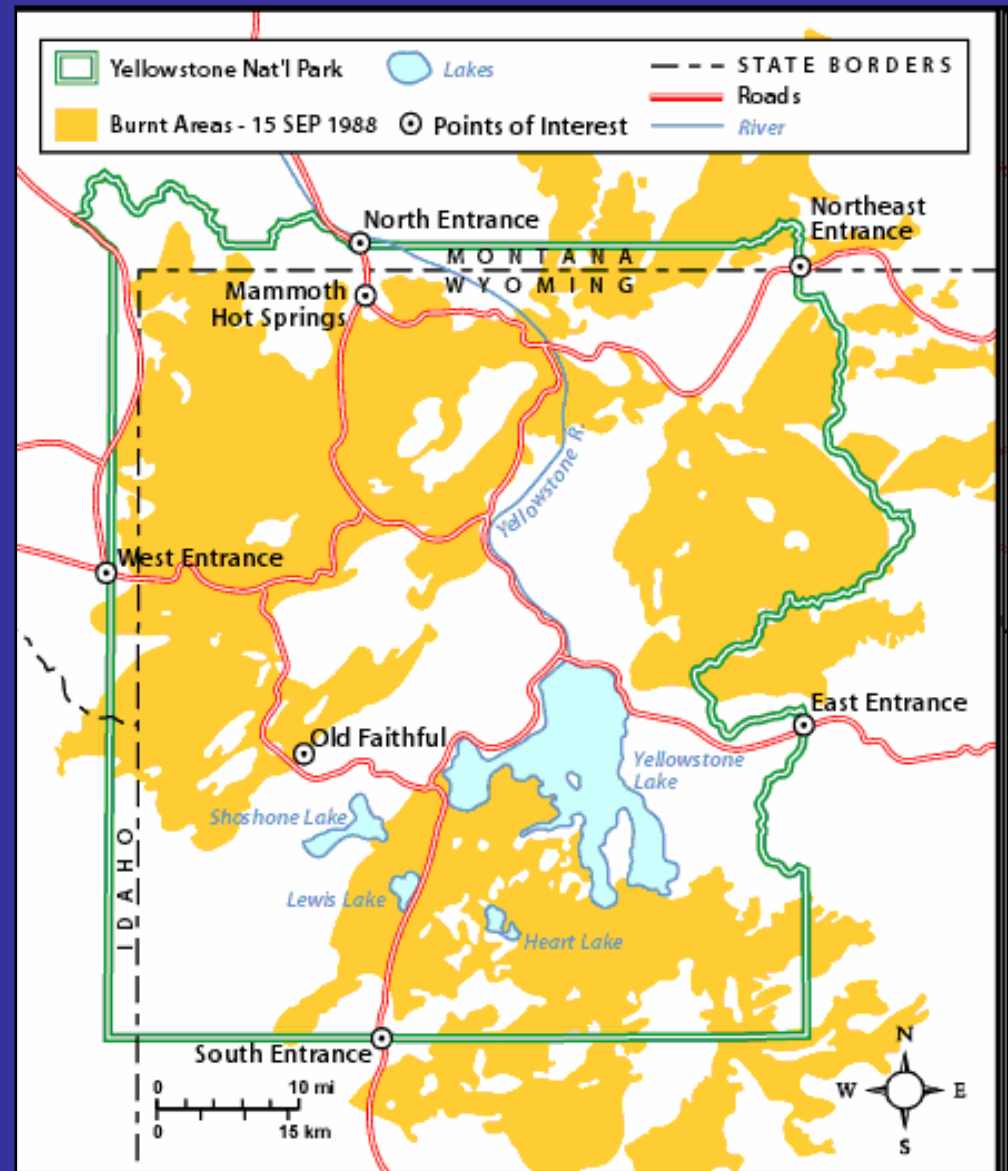 Yellowstone Nat'l Park
Lakes
STATE BORDERS
Roads
Burnt Areas - 15 SEP 1988
Points of Interest
River
North Entrance
Northeast
Entrance
MONTANA
WYOMING
Mammoth
Hot Springs
Yellowstone R.
West Entrance
East Entrance
Old Faithful
Yellowstone
Lake
Shoshone Lake
IDAHO
Lewis Lake
Heart Lake
South Entrance
N
W
E
S
0 10 mi
0 15 km